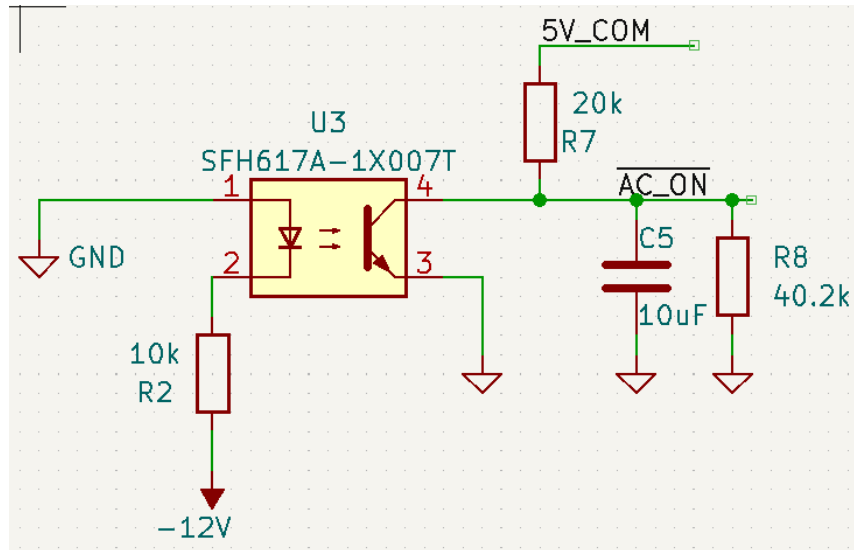 5V_COM
20k
R7
U3
SFH617A-1X007T
1
4
AC_ON
GND
2
3
C5
10uF
R8
40.2k
10k
R2
-12V